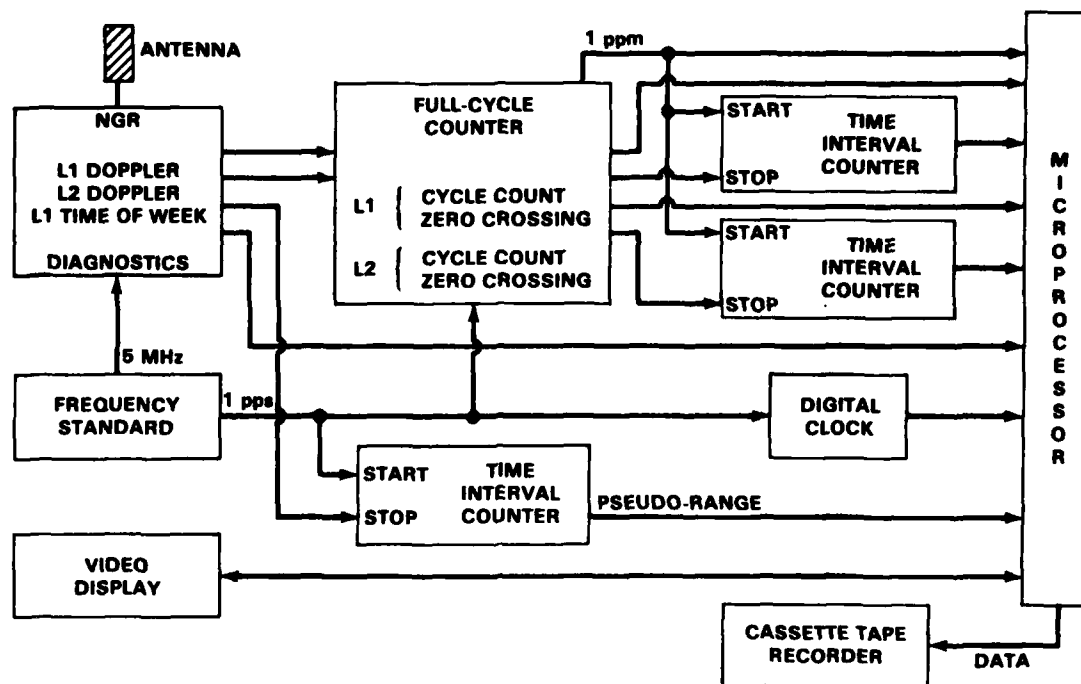 ANTENNA
NGR
L1 DOPPLER
L2 DOPPLER
L1 TIME OF WEEK
DIAGNOSTICS
5 MHz
FREQUENCY
STANDARD
1 pps
VIDEO
DISPLAY
1 ppm
FULL-CYCLE
COUNTER
L1 { CYCLE COUNT
ZERO CROSSING
L2 { CYCLE COUNT
ZERO CROSSING
START
STOP
TIME
INTERVAL
COUNTER
START
STOP
TIME
INTERVAL
COUNTER
DIGITAL
CLOCK
START
STOP
TIME
INTERVAL
COUNTER
PSEUDO-RANGE
CASSETTE TAPE
RECORDER
DATA
MICROPROCESSOR